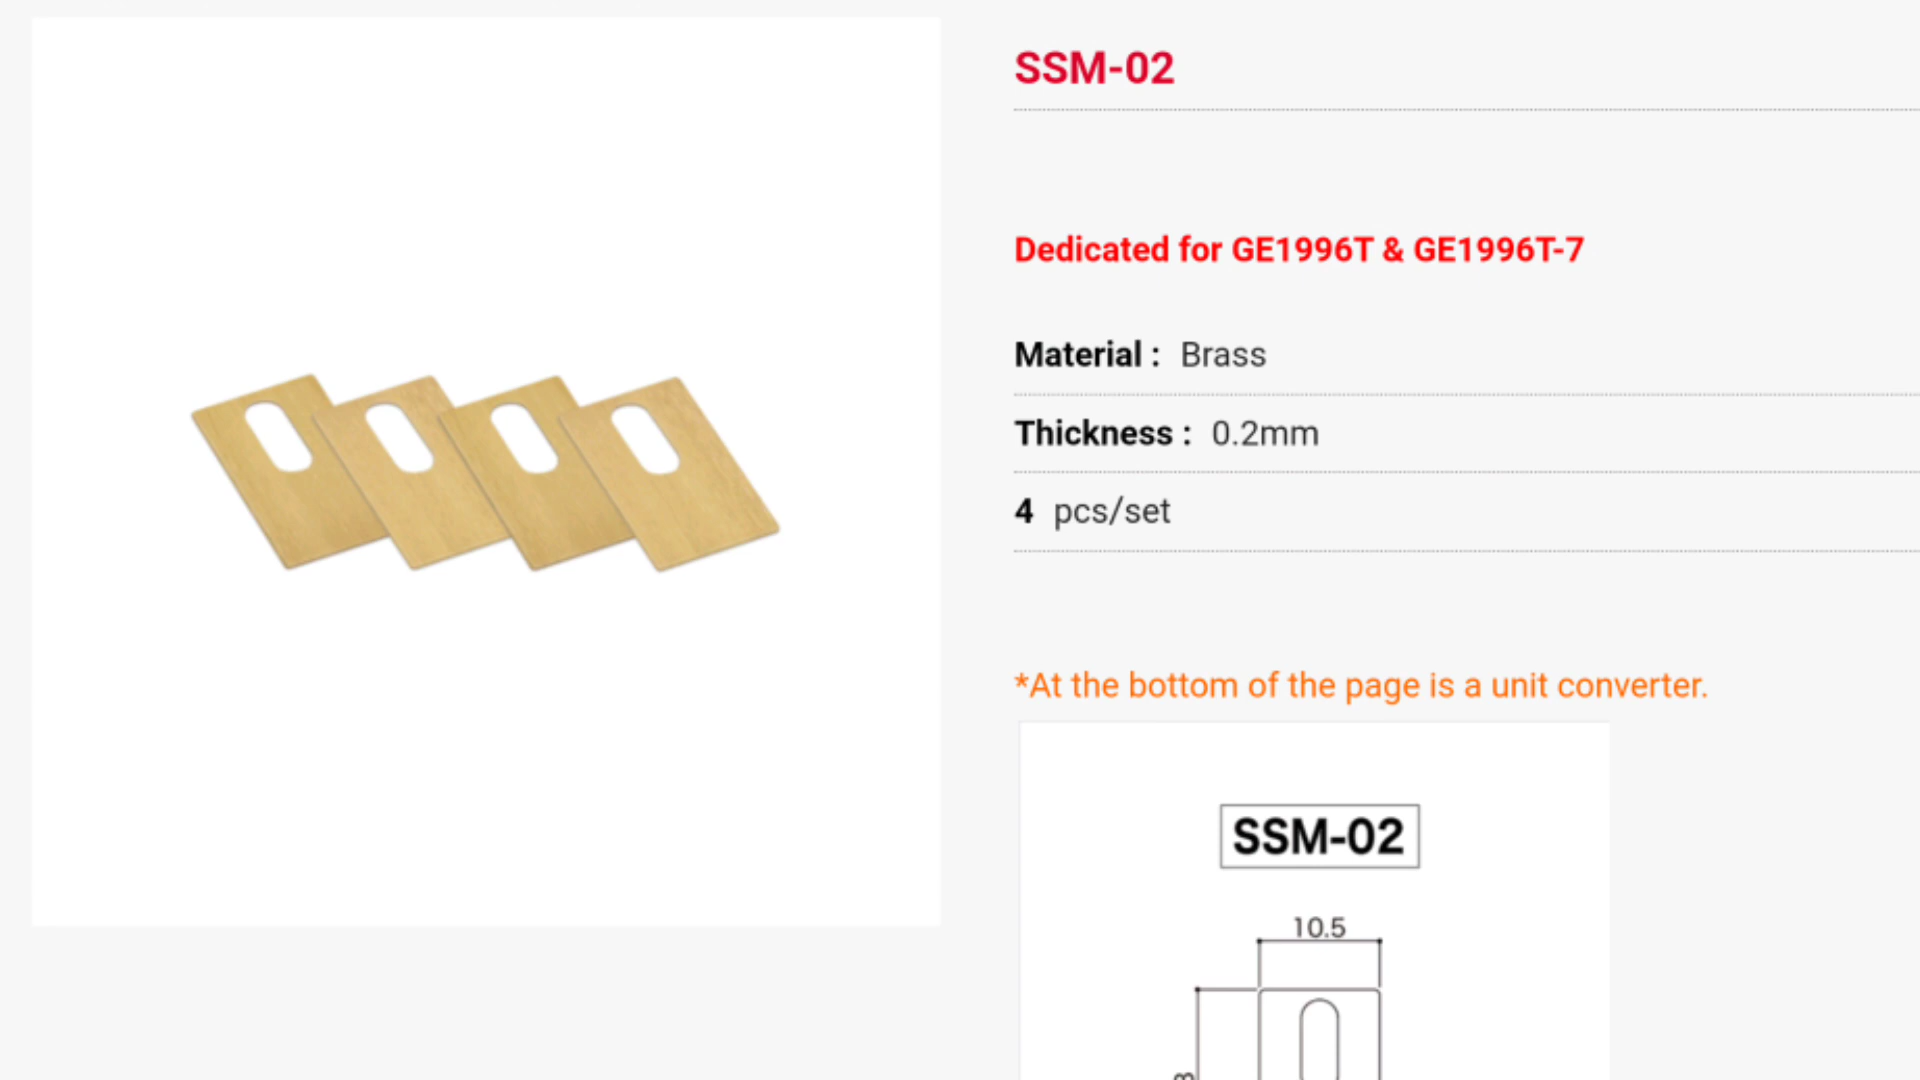 SSM-02
Dedicated for GE1996T & GE1996T-7
Material : Brass
Thickness : 0.2mm
4 pcs/set
*At the bottom of the page is a unit converter.
SSM-02
10.5